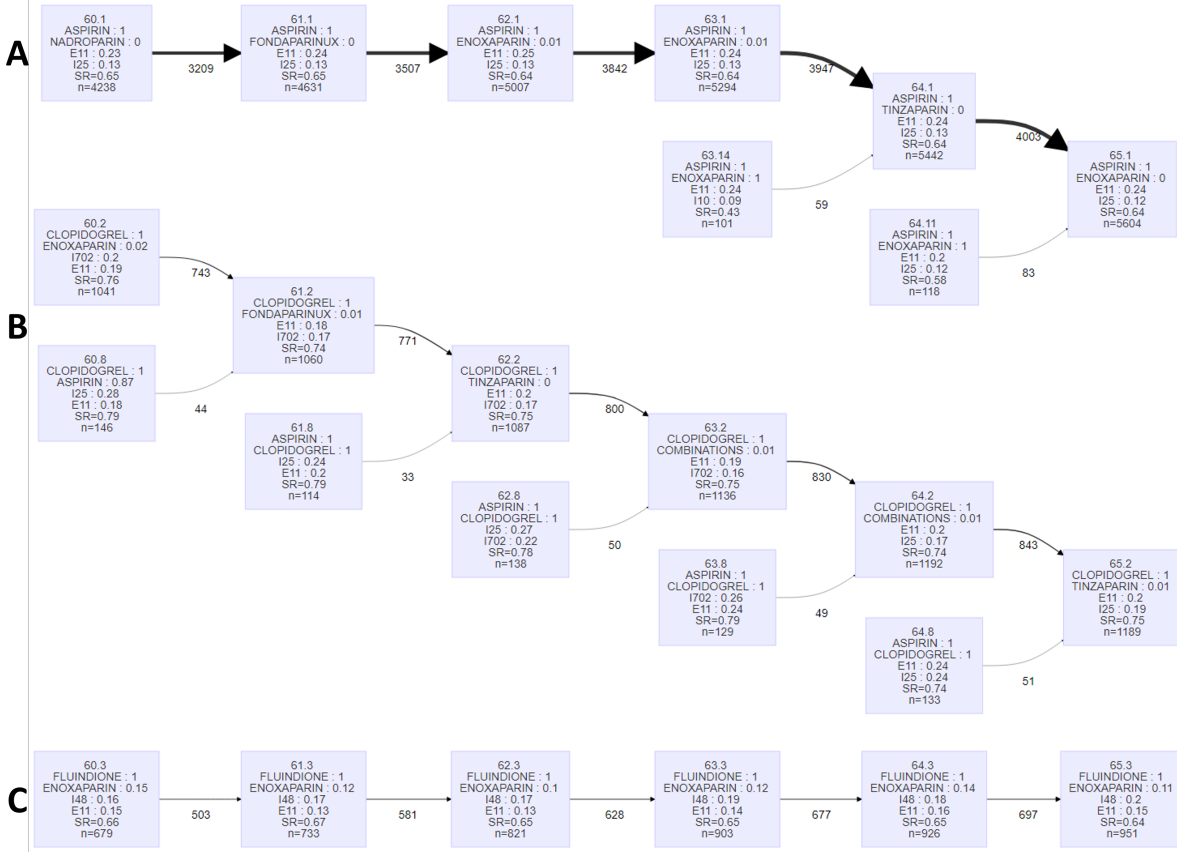 A
60.1
ASPIRIN : 1
NADROPARIN : 0
E11 : 0.23
I25 : 0.13
SR=0.65
n=4238
3209
61.1
ASPIRIN : 1
FONDAPARINUX : 0
E11 : 0.24
I25 : 0.13
SR=0.65
n=4631
3507
62.1
ASPIRIN : 1
ENOXAPARIN : 0.01
E11 : 0.25
I25 : 0.13
SR=0.64
n=5007
3842
63.1
ASPIRIN : 1
ENOXAPARIN : 0.01
E11 : 0.24
I25 : 0.13
SR=0.64
n=5294
3947
64.1
ASPIRIN : 1
TINZAPARIN : 0
E11 : 0.24
I25 : 0.13
SR=0.64
n=5442
4003
65.1
ASPIRIN : 1
ENOXAPARIN : 0
E11 : 0.24
I25 : 0.12
SR=0.64
n=5604
63.14
ASPIRIN : 1
ENOXAPARIN : 1
E11 : 0.24
I10 : 0.09
SR=0.43
n=101
59
64.11
ASPIRIN : 1
ENOXAPARIN : 1
E11 : 0.2
I25 : 0.12
SR=0.58
n=118
83
B
60.2
CLOPIDOGREL : 1
ENOXAPARIN : 0.02
I702 : 0.2
E11 : 0.19
SR=0.76
n=1041
743
61.2
CLOPIDOGREL : 1
FONDAPARINUX : 0.01
E11 : 0.18
I702 : 0.17
SR=0.74
n=1060
771
60.8
CLOPIDOGREL : 1
ASPIRIN : 0.87
I25 : 0.28
E11 : 0.18
SR=0.79
n=146
44
62.2
CLOPIDOGREL : 1
TINZAPARIN : 0
E11 : 0.2
I702 : 0.17
SR=0.75
n=1087
800
61.8
ASPIRIN : 1
CLOPIDOGREL : 1
I25 : 0.24
E11 : 0.2
SR=0.79
n=114
33
63.2
CLOPIDOGREL : 1
COMBINATIONS : 0.01
E11 : 0.19
I702 : 0.16
SR=0.75
n=1136
830
62.8
ASPIRIN : 1
CLOPIDOGREL : 1
I25 : 0.27
I702 : 0.22
SR=0.78
n=138
50
64.2
CLOPIDOGREL : 1
COMBINATIONS : 0.01
E11 : 0.2
I25 : 0.17
SR=0.74
n=1192
843
63.8
ASPIRIN : 1
CLOPIDOGREL : 1
I702 : 0.26
E11 : 0.24
SR=0.79
n=129
49
65.2
CLOPIDOGREL : 1
TINZAPARIN : 0.01
E11 : 0.2
I25 : 0.19
SR=0.75
n=1189
64.8
ASPIRIN : 1
CLOPIDOGREL : 1
E11 : 0.24
I25 : 0.24
SR=0.74
n=133
51
C
60.3
FLUINDIONE : 1
ENOXAPARIN : 0.15
I48 : 0.16
E11 : 0.15
SR=0.66
n=679
503
61.3
FLUINDIONE : 1
ENOXAPARIN : 0.12
I48 : 0.17
E11 : 0.13
SR=0.67
n=733
581
62.3
FLUINDIONE : 1
ENOXAPARIN : 0.1
I48 : 0.17
E11 : 0.13
SR=0.65
n=821
628
63.3
FLUINDIONE : 1
ENOXAPARIN : 0.12
I48 : 0.19
E11 : 0.14
SR=0.65
n=903
677
64.3
FLUINDIONE : 1
ENOXAPARIN : 0.14
I48 : 0.18
E11 : 0.16
SR=0.65
n=926
697
65.3
FLUINDIONE : 1
ENOXAPARIN : 0.11
I48 : 0.2
E11 : 0.15
SR=0.64
n=951